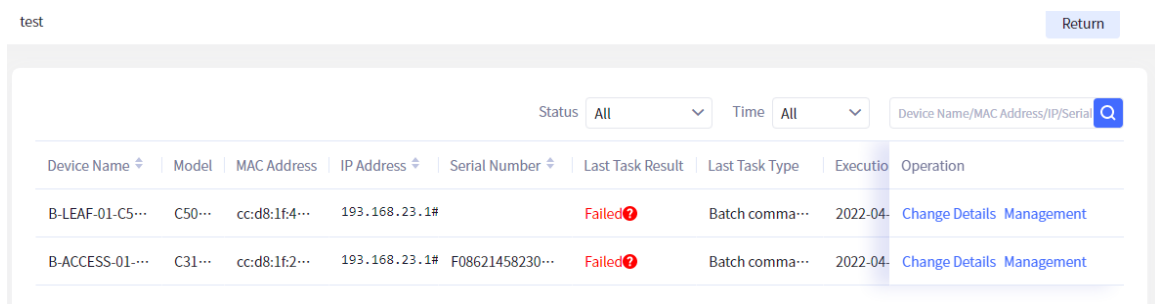 test
Return
Status All Time All Device Name/MAC Address/IP/Serial
Device Name Model MAC Address IP Address Serial Number Last Task Result Last Task Type Executio Operation
B-LEAF-01-C5··· C50··· cc:d8:1f:4··· 193.168.23.1# Failed? Batch comma··· 2022-04- Change Details Management
B-ACCESS-01-··· C31··· cc:d8:1f:2··· 193.168.23.1# F08621458230··· Failed? Batch comma··· 2022-04- Change Details Management